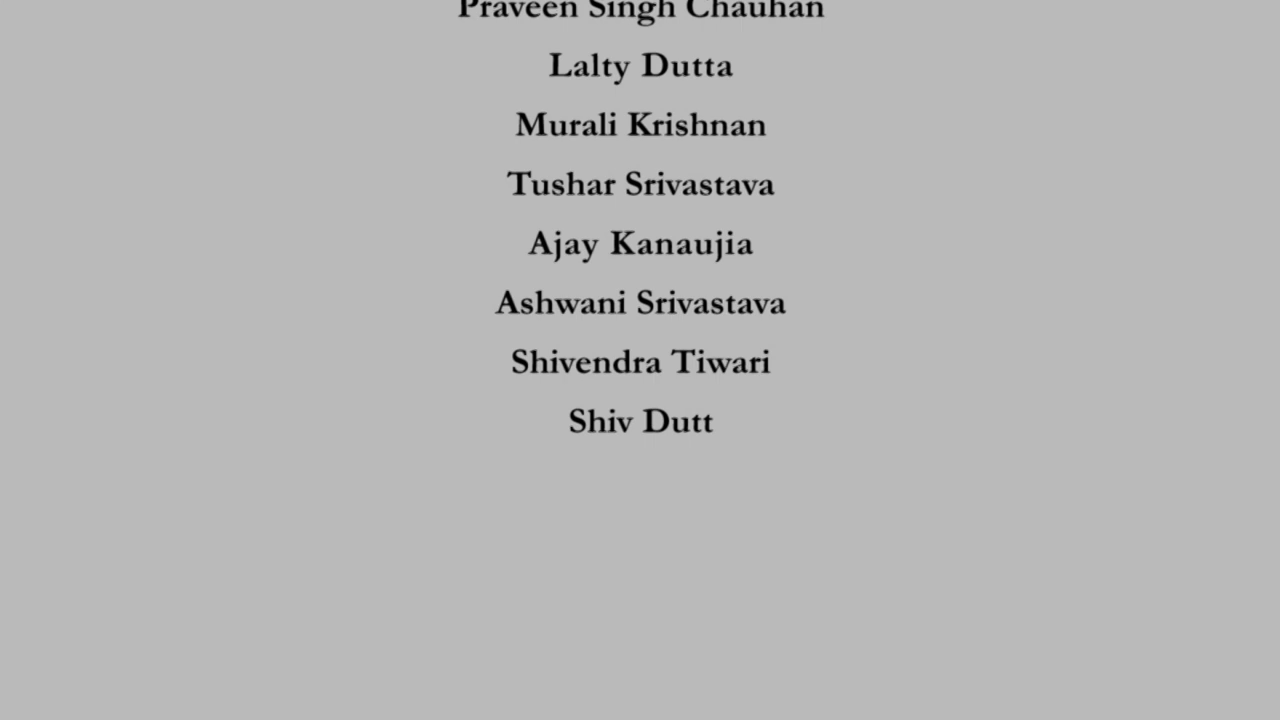 Praveen Singh Chauhan
Lalty Dutta
Murali Krishnan
Tushar Srivastava
Ajay Kanaujia
Ashwani Srivastava
Shivendra Tiwari
Shiv Dutt